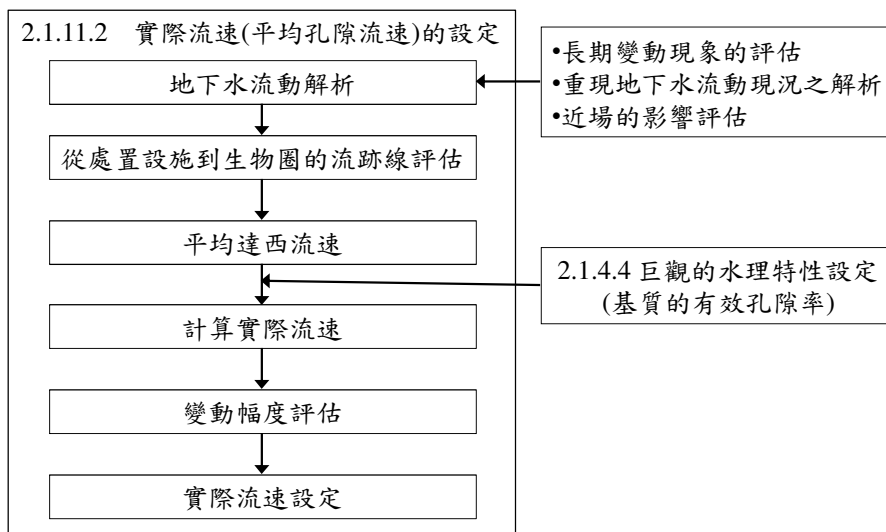 2.1.11.2 實際流速(平均孔隙流速)的設定
地下水流動解析
從處置設施到生物圈的流跡線評估
平均達西流速
計算實際流速
變動幅度評估
實際流速設定
•長期變動現象的評估
•重現地下水流動現況之解析
•近場的影響評估
2.1.4.4 巨觀的水理特性設定
(基質的有效孔隙率)